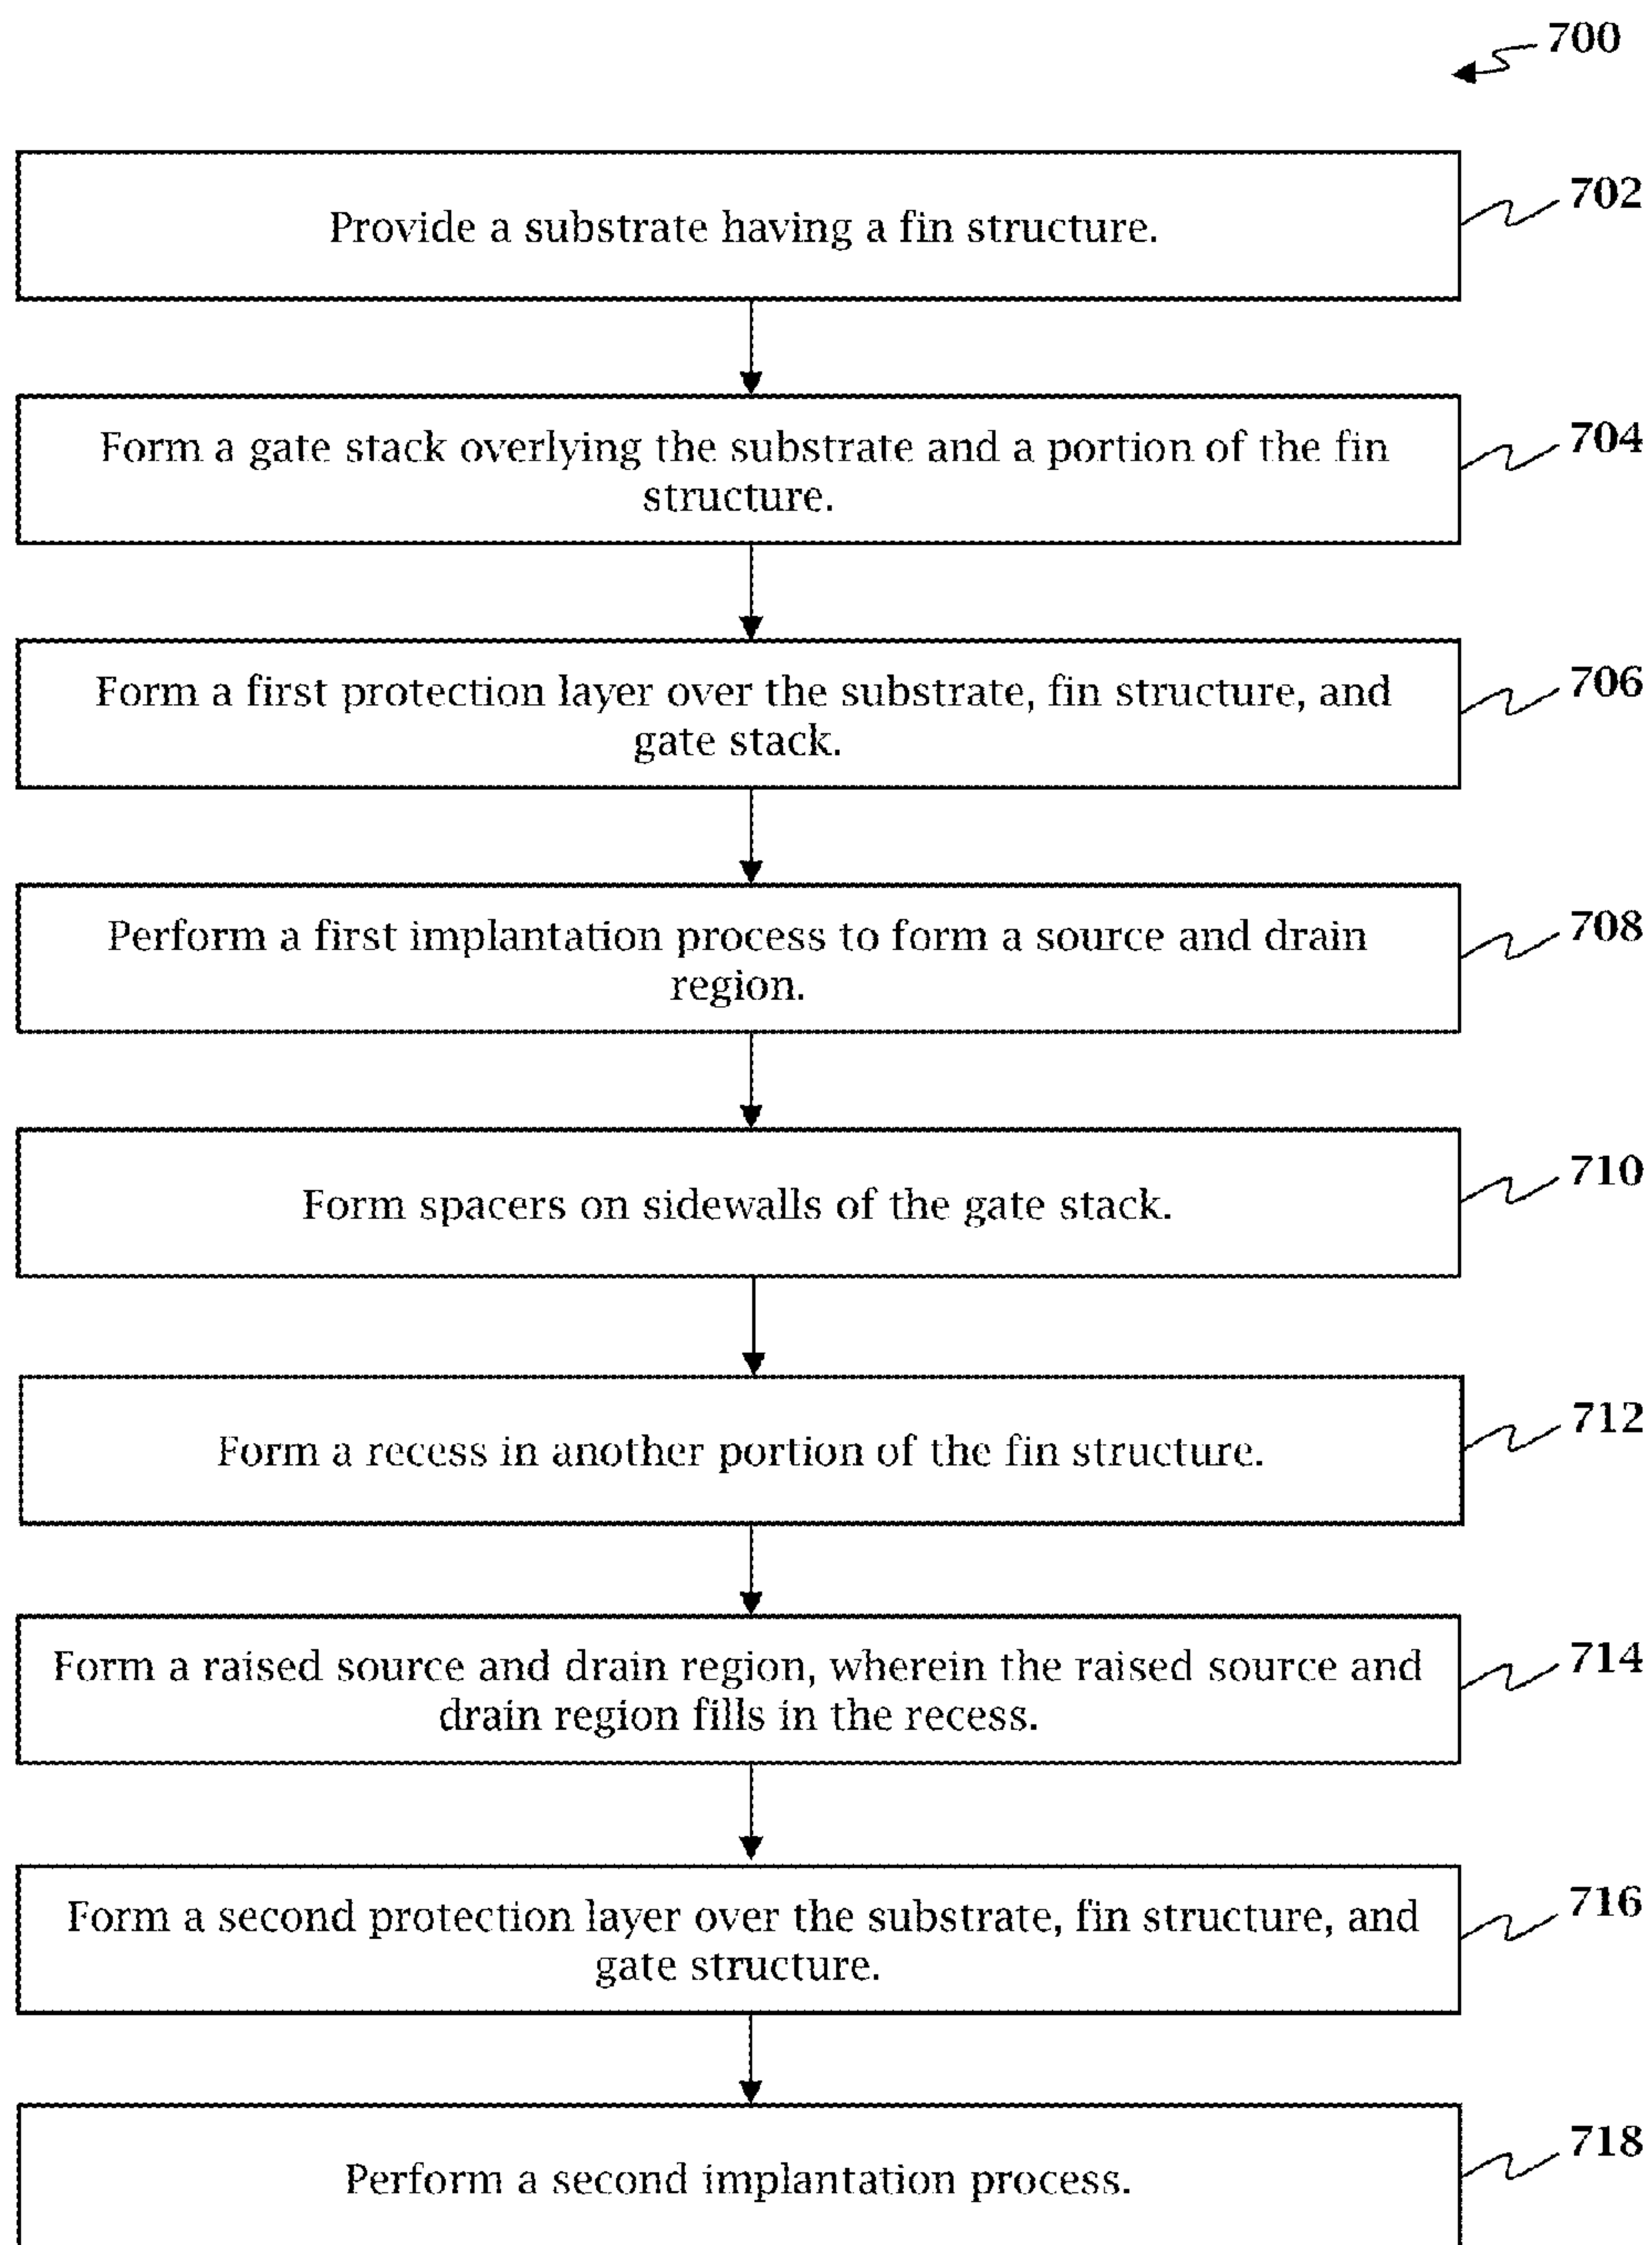 700
Provide a substrate having a fin structure.
702
Form a gate stack overlying the substrate and a portion of the fin
structure.
704
Form a first protection layer over the substrate, fin structure, and
gate stack.
706
Perform a first implantation process to form a source and drain
region.
708
Form spacers on sidewalls of the gate stack.
710
Form a recess in another portion of the fin structure.
712
Form a raised source and drain region, wherein the raised source and
drain region fills in the recess.
714
Form a second protection layer over the substrate, fin structure, and
gate structure.
716
Perform a second implantation process.
718